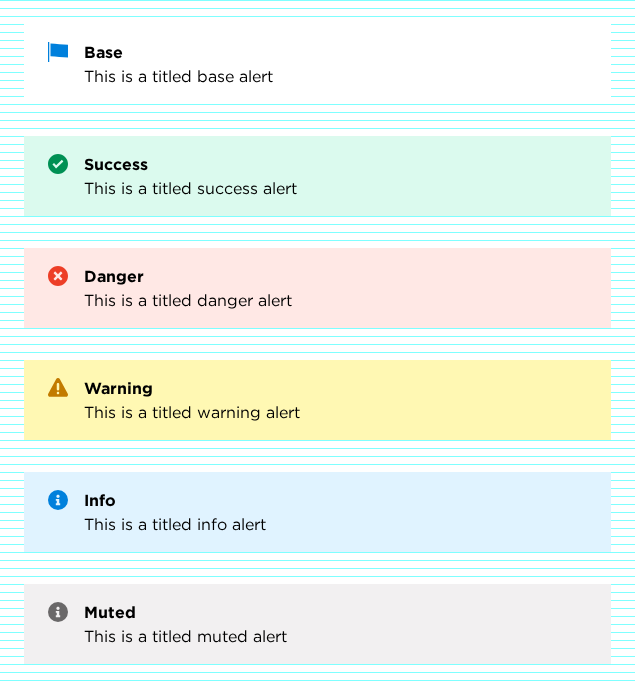 Base
This is a titled base alert
Success
This is a titled success alert
Danger
This is a titled danger alert
Warning
This is a titled warning alert
Info
This is a titled info alert
Muted
This is a titled muted alert